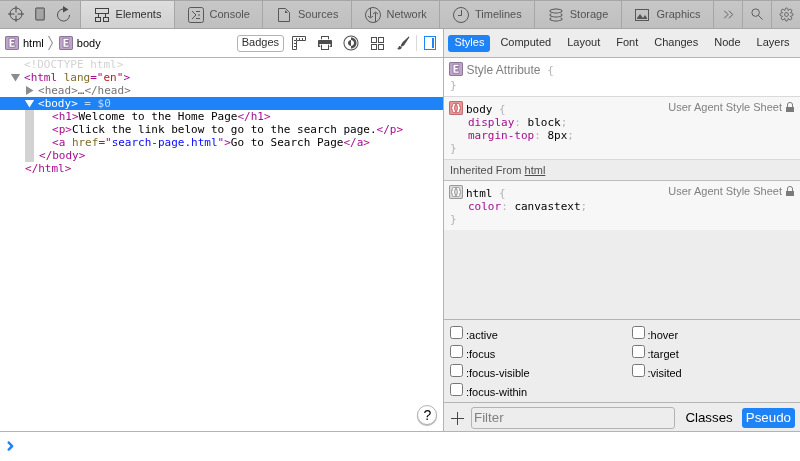 Elements Console Sources Network Timelines Storage Graphics
E html E body Badges
Styles Computed Layout Font Changes Node Layers
<!DOCTYPE html>
<html lang="en">
<head>…</head>
<body> = $0
<h1>Welcome to the Home Page</h1>
<p>Click the link below to go to the search page.</p>
<a href="search-page.html">Go to Search Page</a>
</body>
</html>
?
E Style Attribute {
}
body { User Agent Style Sheet
display: block;
margin-top: 8px;
}
Inherited From html
html { User Agent Style Sheet
color: canvastext;
}
:active :hover
:focus :target
:focus-visible :visited
:focus-within
Filter Classes Pseudo